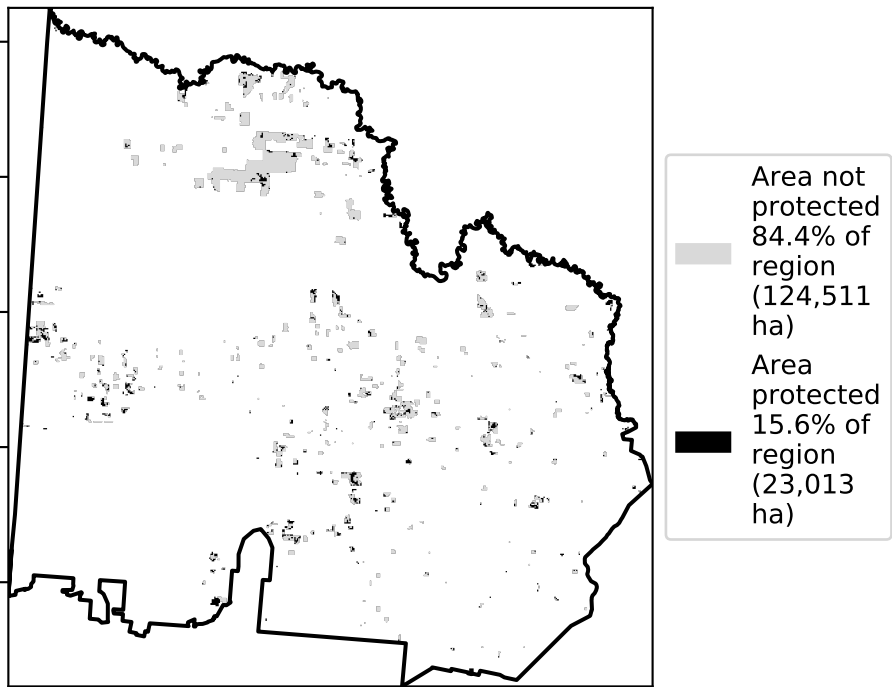 Area not
protected
84.4% of
region
(124,511
ha)
Area
protected
15.6% of
region
(23,013
ha)